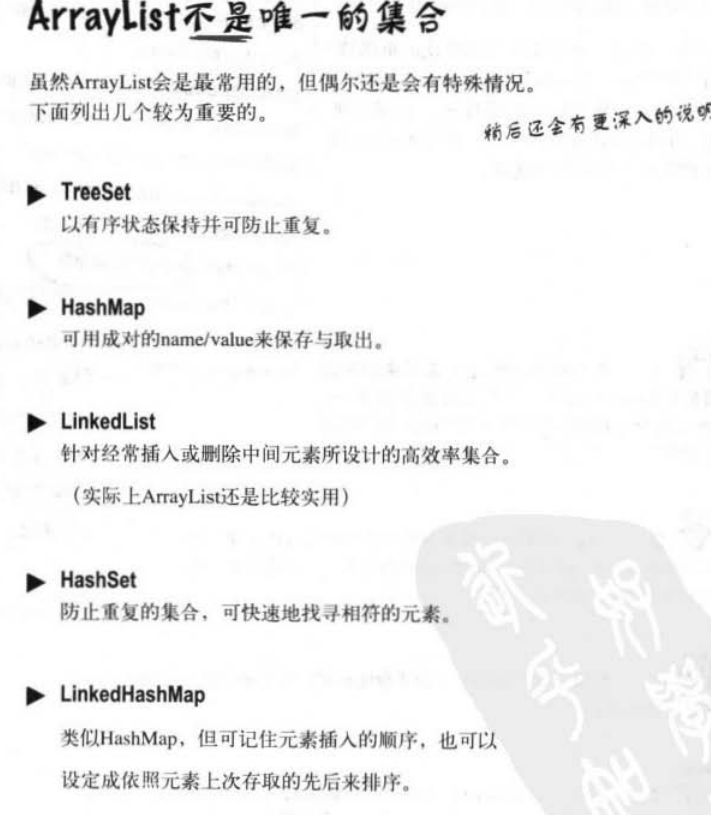 ArrayList不是唯一的集合
虽然ArrayList会是最常用的，但偶尔还是会有特殊情况。
下面列出几个较为重要的。
稍后还会有更深入的说明
▶ TreeSet
以有序状态保持并可防止重复。
▶ HashMap
可用成对的name/value来保存与取出。
▶ LinkedList
针对经常插入或删除中间元素所设计的高效率集合。
（实际上ArrayList还是比较实用）
▶ HashSet
防止重复的集合，可快速地找寻相符的元素。
▶ LinkedHashMap
类似HashMap，但可记住元素插入的顺序，也可以
设定成依照元素上次存取的先后来排序。